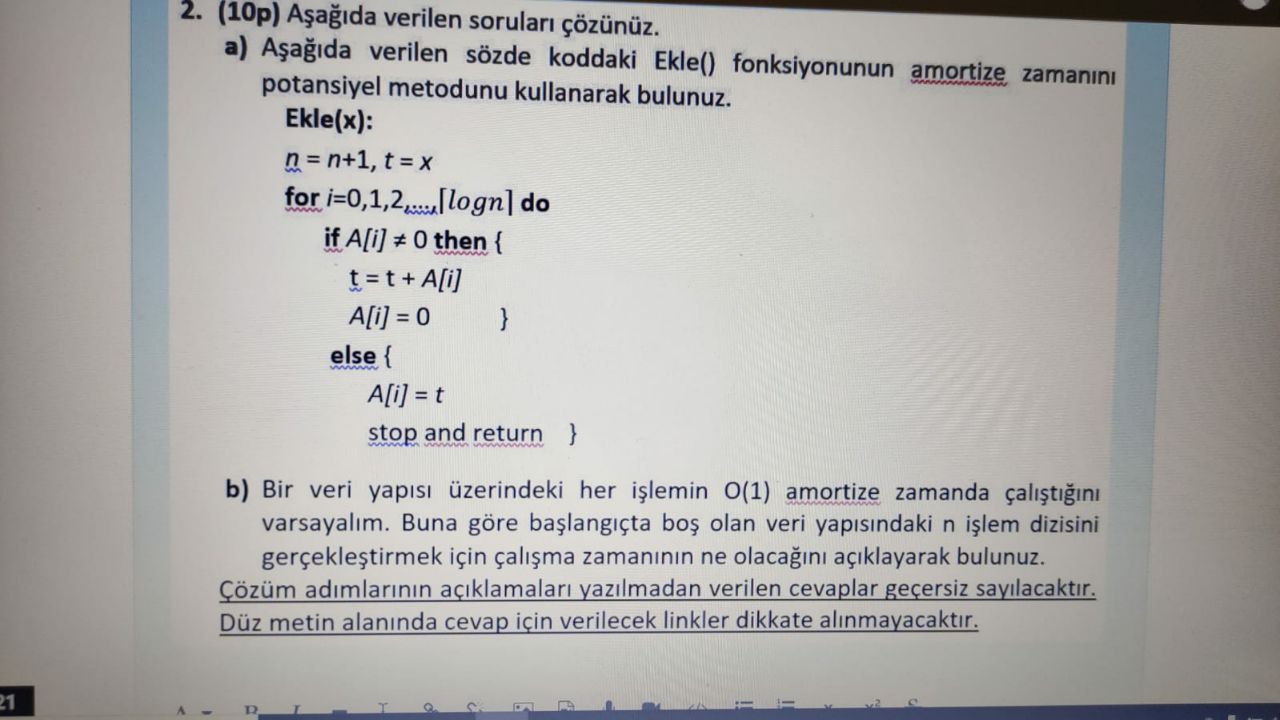 2. (10p) Aşağıda verilen soruları çözünüz.
a) Aşağıda verilen sözde koddaki Ekle() fonksiyonunun amortize zamanını
potansiyel metodunu kullanarak bulunuz.
Ekle(x):
n = n+1, t = x
for i=0,1,2,....,⌈logn⌉ do
if A[i] ≠ 0 then {
t = t + A[i]
A[i] = 0 }
else {
A[i] = t
stop and return }
b) Bir veri yapısı üzerindeki her işlemin O(1) amortize zamanda çalıştığını
varsayalım. Buna göre başlangıçta boş olan veri yapısındaki n işlem dizisini
gerçekleştirmek için çalışma zamanının ne olacağını açıklayarak bulunuz.
Çözüm adımlarının açıklamaları yazılmadan verilen cevaplar geçersiz sayılacaktır.
Düz metin alanında cevap için verilecek linkler dikkate alınmayacaktır.
21